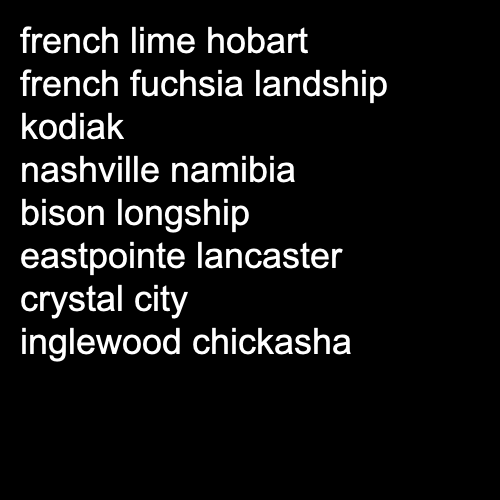 french lime hobart
french fuchsia landship
kodiak
nashville namibia
bison longship
eastpointe lancaster
crystal city
inglewood chickasha